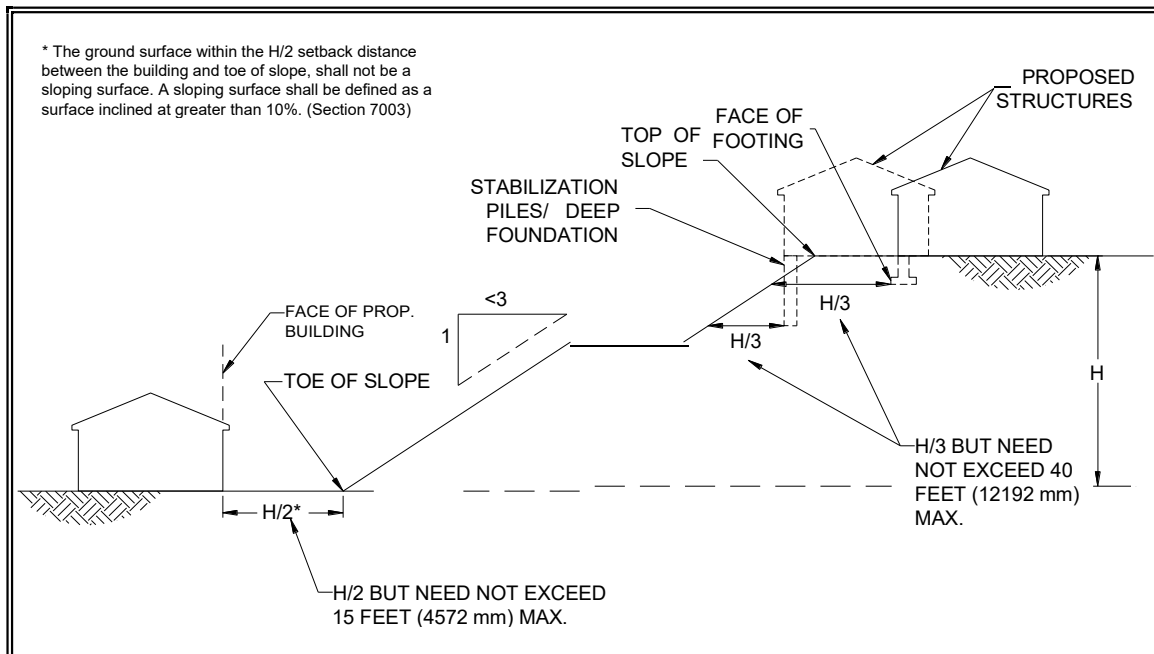 * The ground surface within the H/2 setback distance
between the building and toe of slope, shall not be a
sloping surface. A sloping surface shall be defined as a
surface inclined at greater than 10%. (Section 7003)
PROPOSED
STRUCTURES
FACE OF
FOOTING
TOP OF
SLOPE
STABILIZATION
PILES/ DEEP
FOUNDATION
H/3
H/3
<3
1
FACE OF PROP.
BUILDING
TOE OF SLOPE
H
H/3 BUT NEED
NOT EXCEED 40
FEET (12192 mm)
MAX.
H/2*
H/2 BUT NEED NOT EXCEED
15 FEET (4572 mm) MAX.